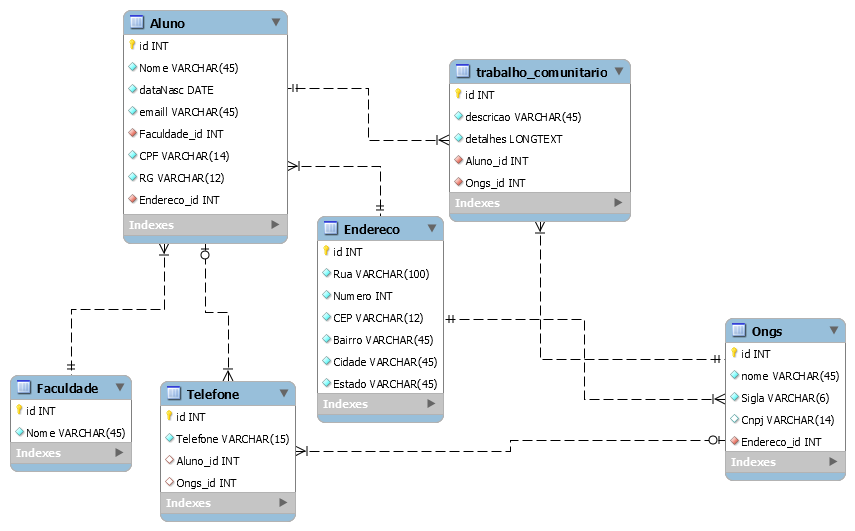 Aluno
id INT
Nome VARCHAR(45)
dataNasc DATE
emaill VARCHAR(45)
Faculdade_id INT
CPF VARCHAR(14)
RG VARCHAR(12)
Endereco_id INT
Indexes
trabalho_comunitario
id INT
descricao VARCHAR(45)
detalhes LONGTEXT
Aluno_id INT
Ongs_id INT
Indexes
Endereco
id INT
Rua VARCHAR(100)
Numero INT
CEP VARCHAR(12)
Bairro VARCHAR(45)
Cidade VARCHAR(45)
Estado VARCHAR(45)
Indexes
Ongs
id INT
nome VARCHAR(45)
Sigla VARCHAR(6)
Cnpj VARCHAR(14)
Endereco_id INT
Indexes
Faculdade
id INT
Nome VARCHAR(45)
Indexes
Telefone
id INT
Telefone VARCHAR(15)
Aluno_id INT
Ongs_id INT
Indexes